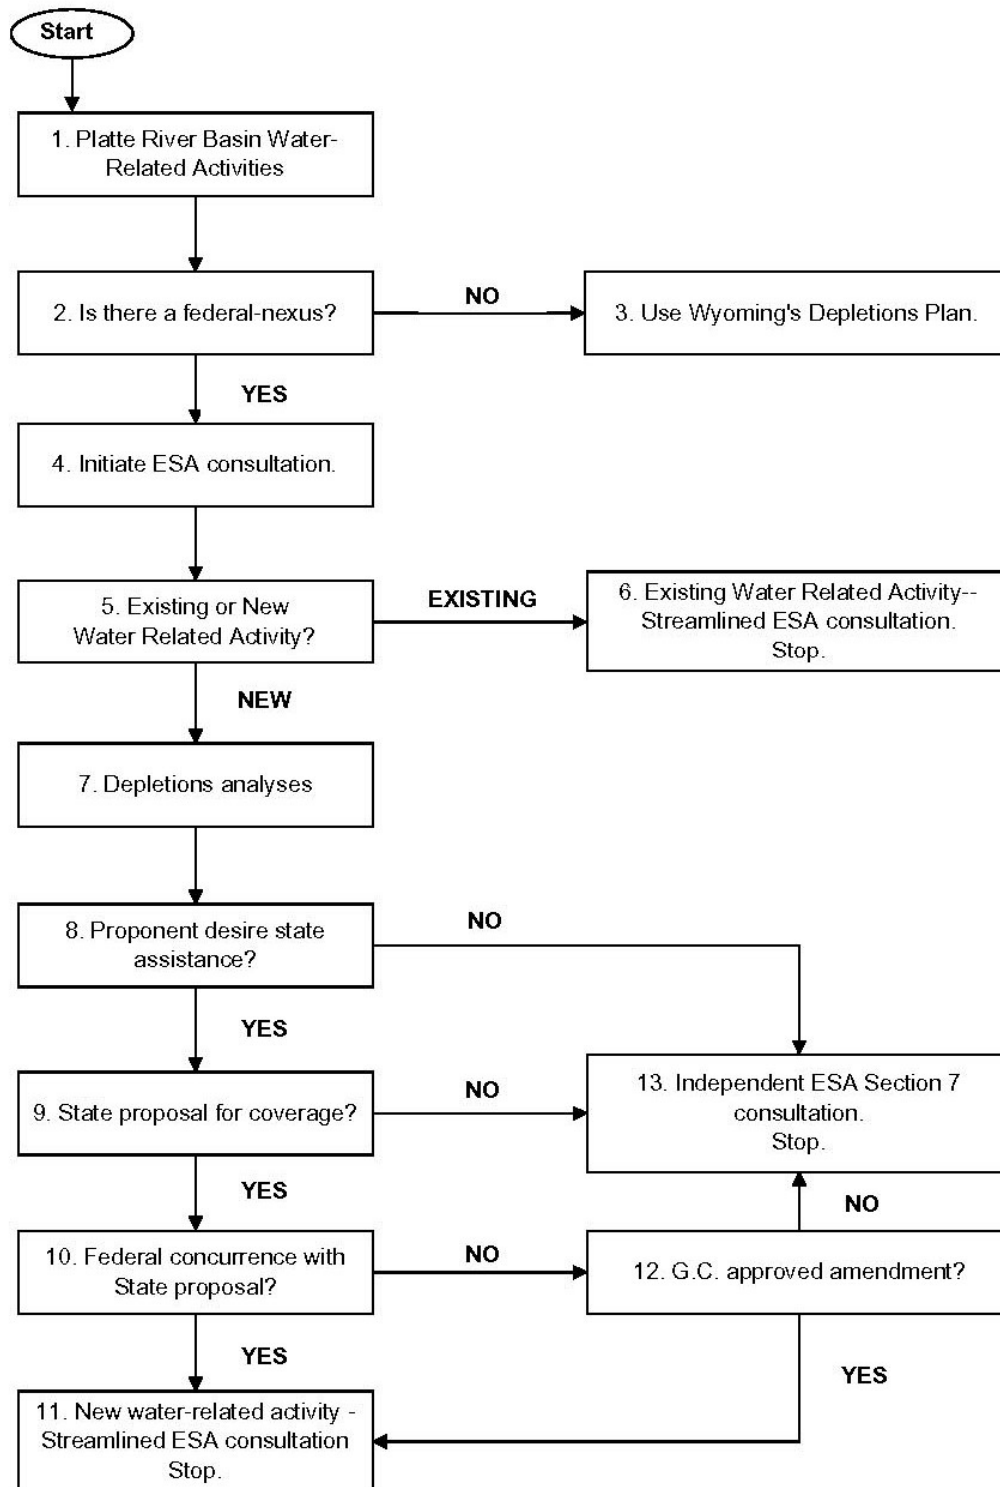 Start
1. Platte River Basin Water-
Related Activities
2. Is there a federal-nexus?
NO
3. Use Wyoming's Depletions Plan.
YES
4. Initiate ESA consultation.
5. Existing or New
Water Related Activity?
EXISTING
6. Existing Water Related Activity--
Streamlined ESA consultation.
Stop.
NEW
7. Depletions analyses
8. Proponent desire state
assistance?
NO
YES
9. State proposal for coverage?
NO
13. Independent ESA Section 7
consultation.
Stop.
YES
NO
10. Federal concurrence with
State proposal?
NO
12. G.C. approved amendment?
YES
YES
11. New water-related activity -
Streamlined ESA consultation
Stop.